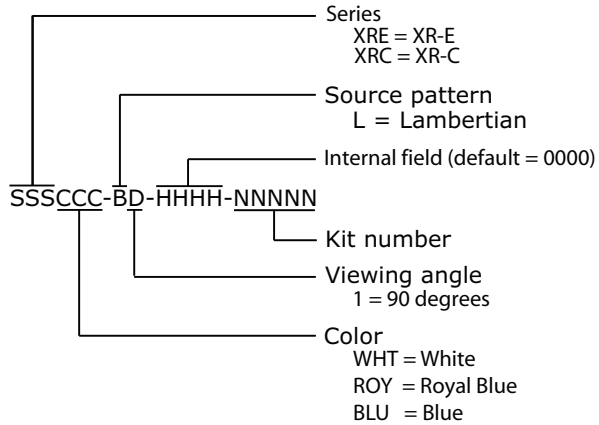 Series
XRE = XR-E
XRC = XR-C
Source pattern
L = Lambertian
Internal field (default = 0000)
SSSCCC-BD-HHHH-NNNNN
Kit number
Viewing angle
1 = 90 degrees
Color
WHT = White
ROY = Royal Blue
BLU = Blue